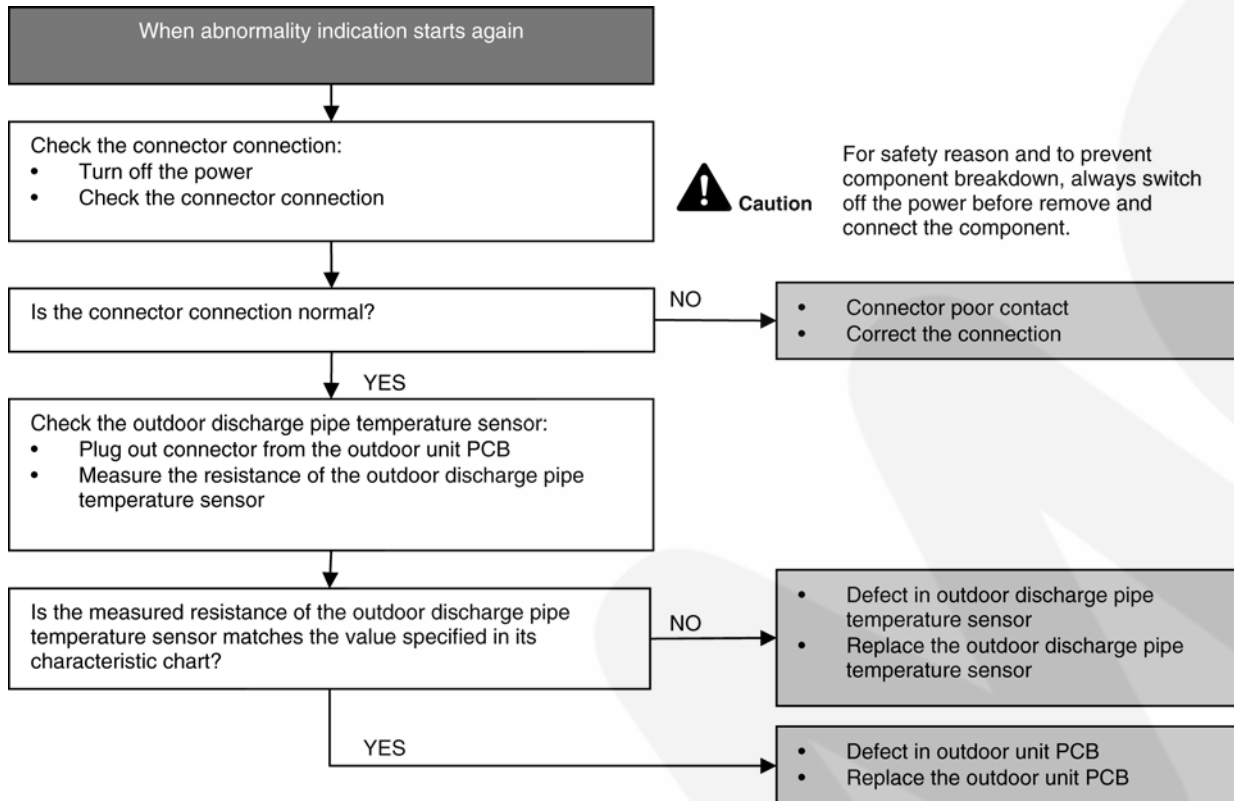 When abnormality indication starts again
Check the connector connection:
• Turn off the power
• Check the connector connection
Caution
For safety reason and to prevent
component breakdown, always switch
off the power before remove and
connect the component.
Is the connector connection normal?
NO
• Connector poor contact
• Correct the connection
YES
Check the outdoor discharge pipe temperature sensor:
• Plug out connector from the outdoor unit PCB
• Measure the resistance of the outdoor discharge pipe
temperature sensor
Is the measured resistance of the outdoor discharge pipe
temperature sensor matches the value specified in its
characteristic chart?
NO
• Defect in outdoor discharge pipe
temperature sensor
• Replace the outdoor discharge pipe
temperature sensor
YES
• Defect in outdoor unit PCB
• Replace the outdoor unit PCB